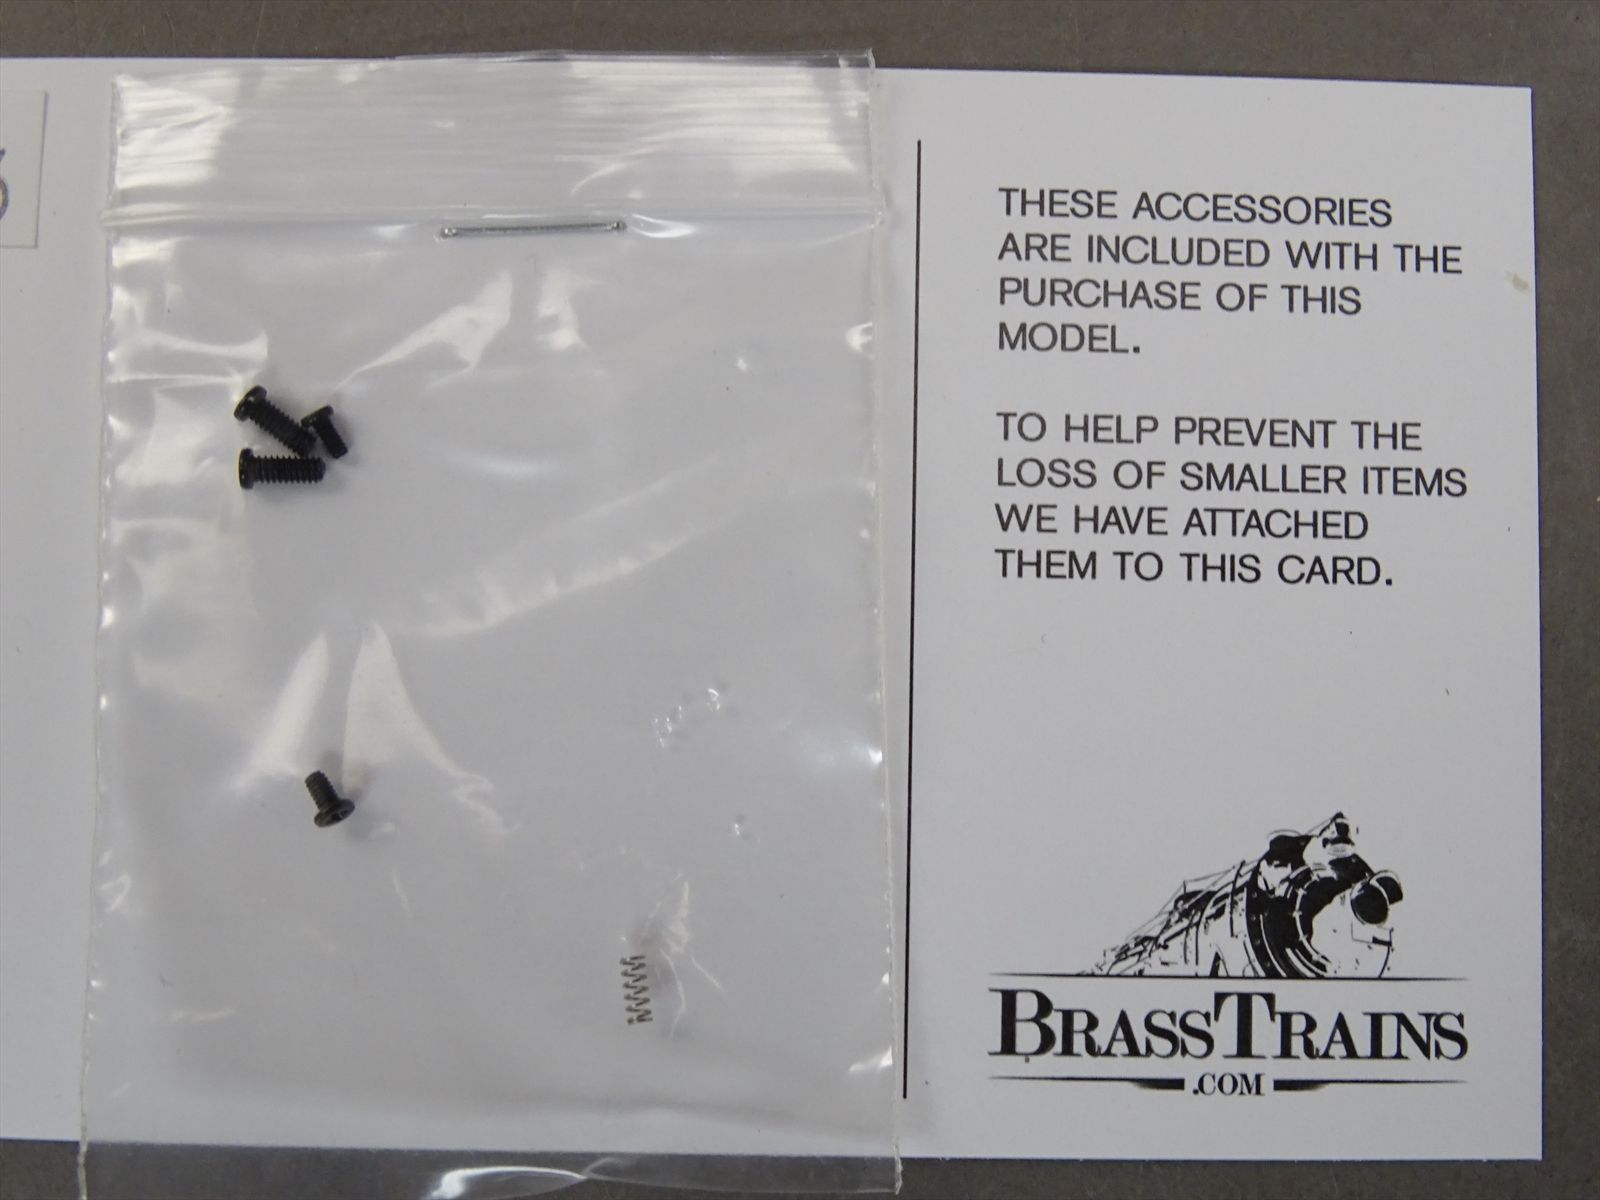 THESE ACCESSORIES
ARE INCLUDED WITH THE
PURCHASE OF THIS
MODEL.
TO HELP PREVENT THE
LOSS OF SMALLER ITEMS
WE HAVE ATTACHED
THEM TO THIS CARD.
BRASSTRAINS
.COM